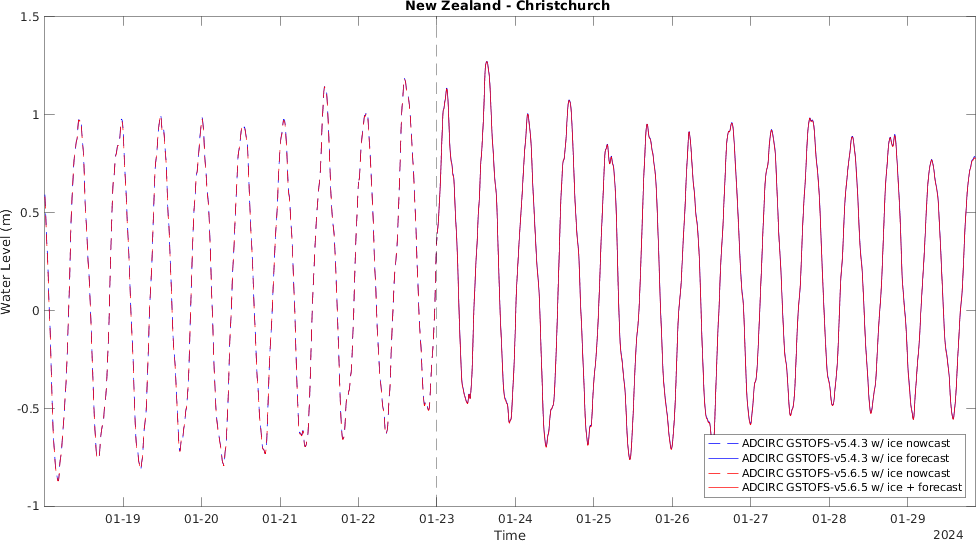 New Zealand - Christchurch
1.5
1
0.5
0
-0.5
-1
Water Level (m)
01-19 01-20 01-21 01-22 01-23 01-24 01-25 01-26 01-27 01-28 01-29
Time
2024
ADCIRC GSTOFS-v5.4.3 w/ ice nowcast
ADCIRC GSTOFS-v5.4.3 w/ ice forecast
ADCIRC GSTOFS-v5.6.5 w/ ice nowcast
ADCIRC GSTOFS-v5.6.5 w/ ice + forecast